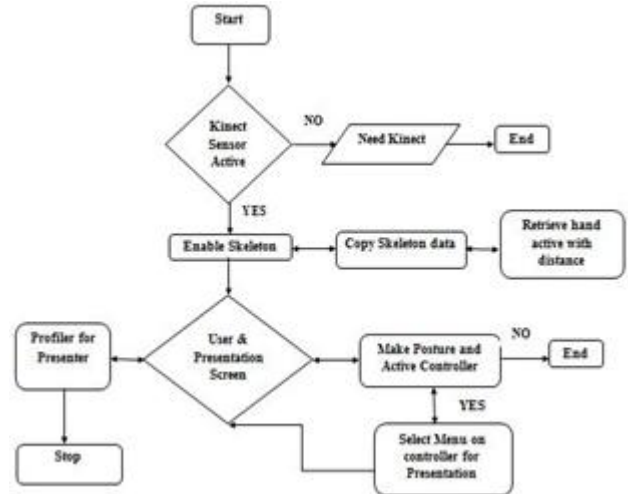 Start
NO
Kinect
Sensor
Active
Need Kinect
End
YES
Enable Skeleton
Copy Skeleton data
Retrieve hand
active with
distance
Profiler for
Presenter
User &
Presentation
Screen
Make Posture and
Active Controller
NO
End
YES
Stop
Select Menu on
controller for
Presentation